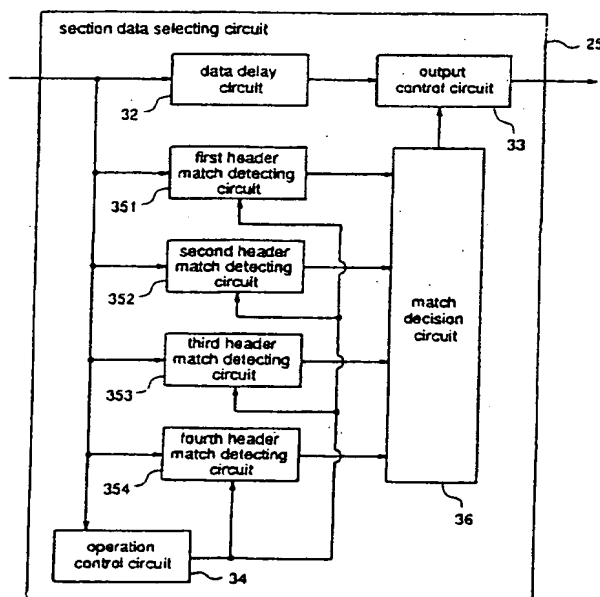 section data selecting circuit
25
data delay
circuit
32
output
control circuit
33
first header
match detecting
circuit
351
second header
match detecting
circuit
352
third header
match detecting
circuit
353
fourth header
match detecting
circuit
354
match
decision
circuit
36
operation
control circuit
34